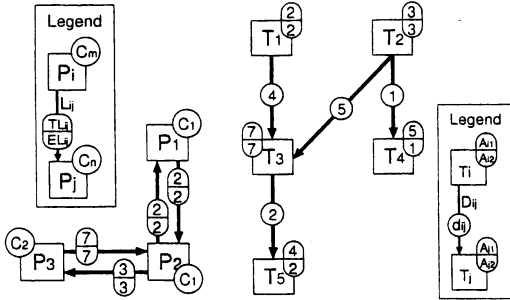 Legend
Cm
Pi
Lij
TLij
ELij
Cn
Pj
C1
P1
2
2
2
2
C2
P3
7
7
3
3
P2
C1
2
2
T1
3
3
T2
4
5
1
7
7
T3
5
1
T4
2
4
2
T5
Legend
Ai1
Ai2
Ti
Dij
dij
Aj1
Aj2
Tj